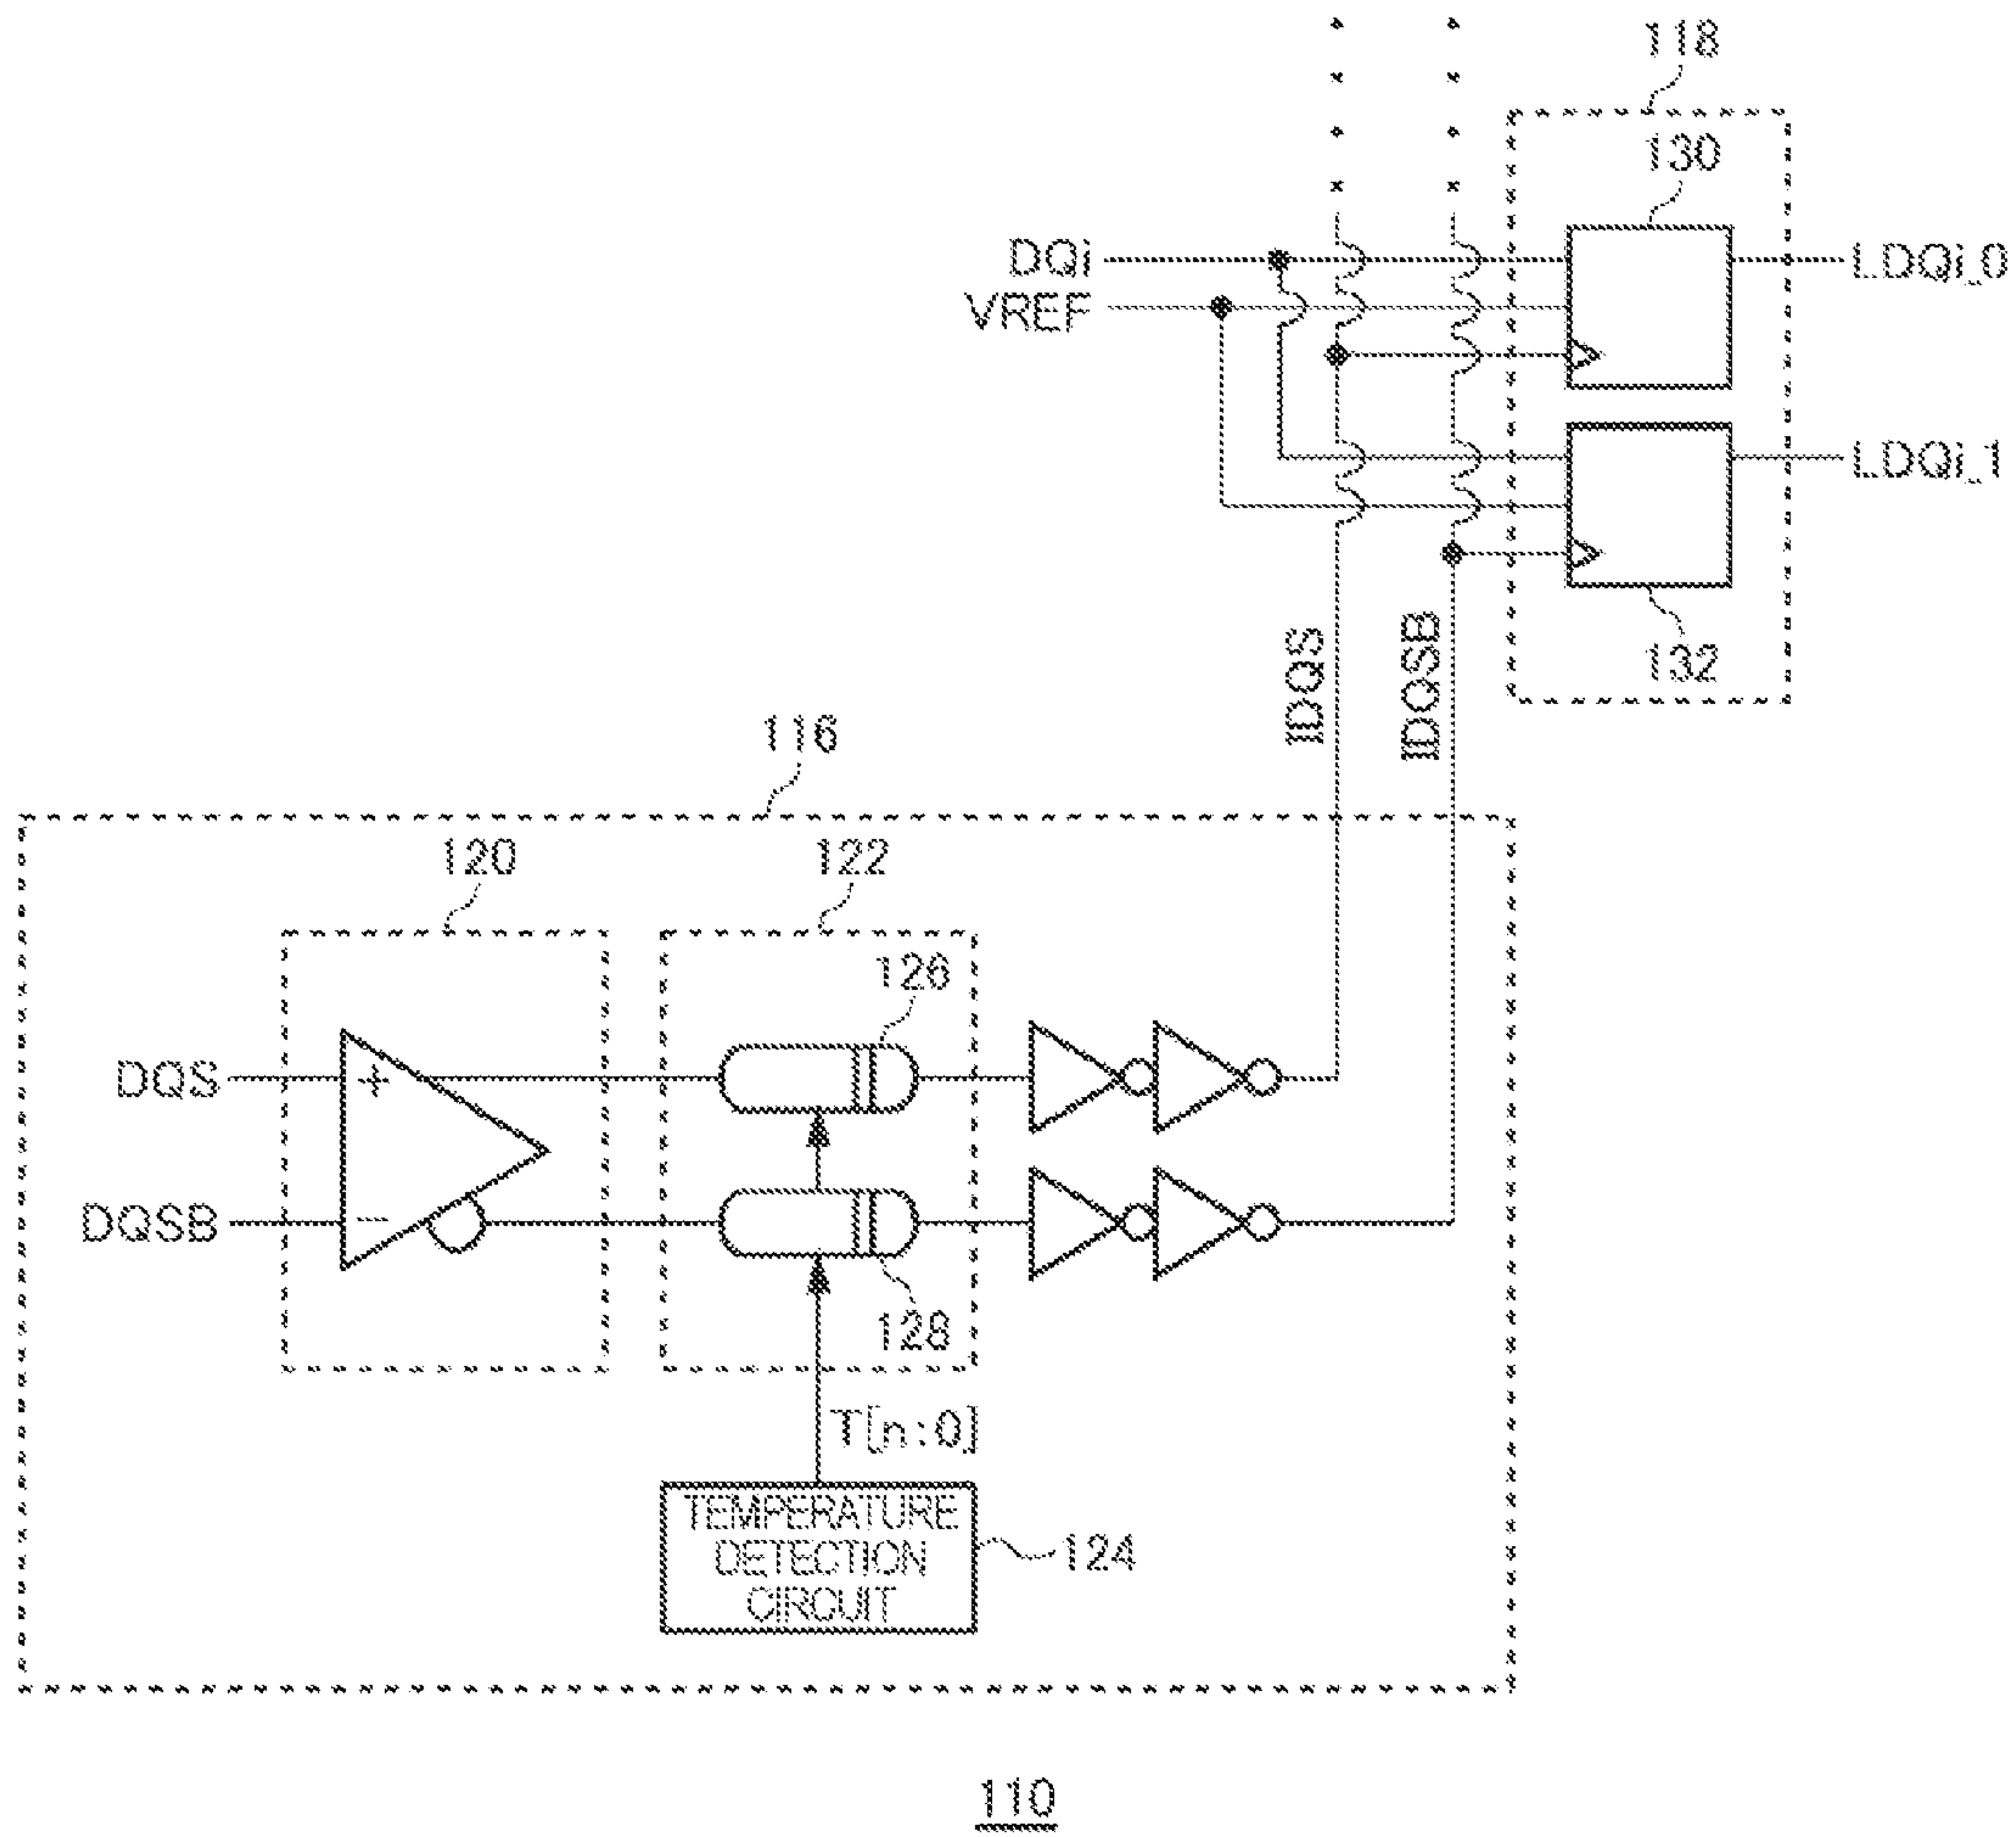 118
130
DQi
LDQi_0
VREF
LDQi_1
132
IDQS
IDQSB
116
120
122
126
DQS
+
DQSB
−
128
T[n:0]
TEMPERATURE
DETECTION
CIRCUIT
124
110